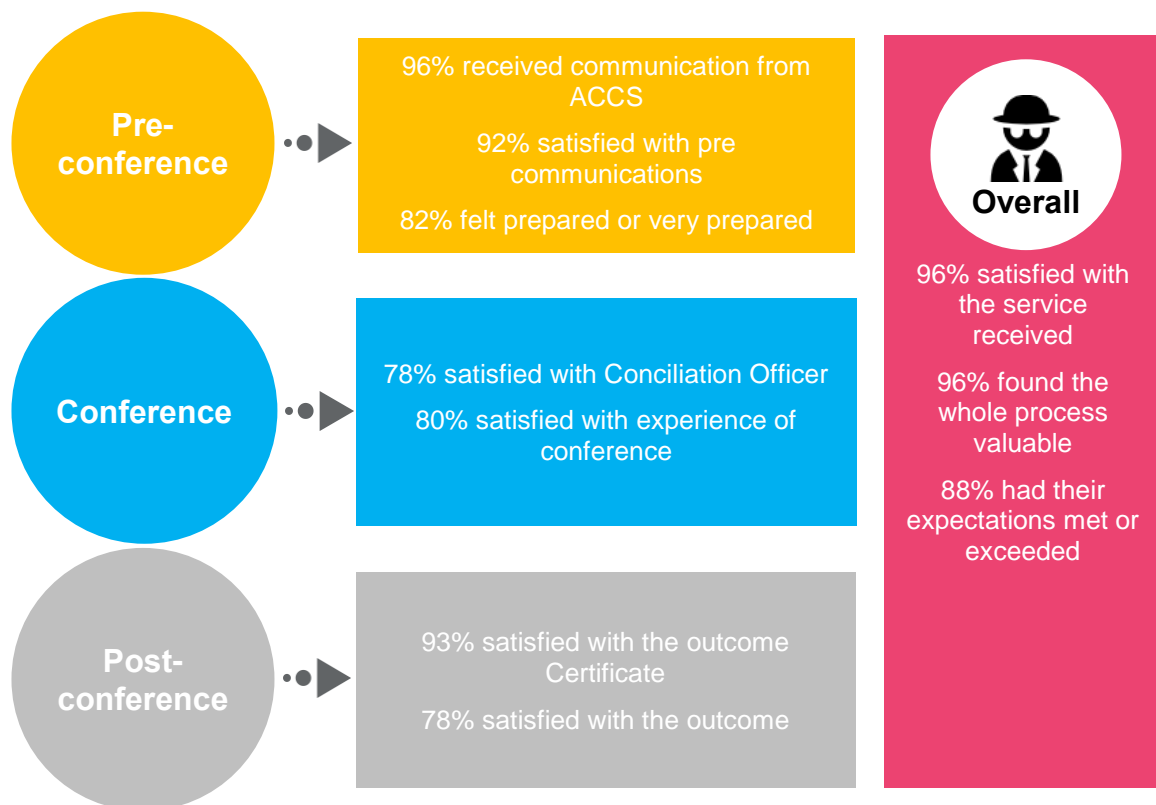 Pre-
conference
96% received communication from
ACCS
92% satisfied with pre
communications
82% felt prepared or very prepared
Conference
78% satisfied with Conciliation Officer
80% satisfied with experience of
conference
Post-
conference
93% satisfied with the outcome
Certificate
78% satisfied with the outcome
Overall
96% satisfied with
the service
received
96% found the
whole process
valuable
88% had their
expectations met or
exceeded